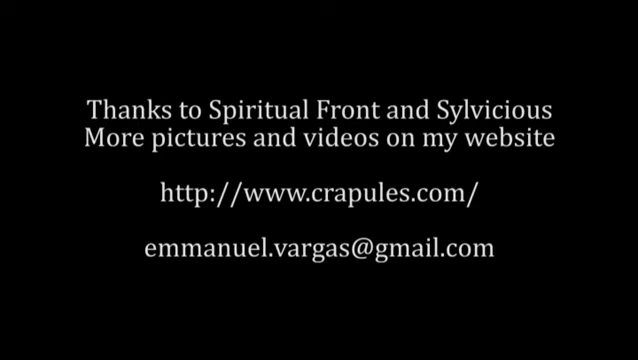 Thanks to Spiritual Front and Sylvicious
More pictures and videos on my website
http://www.crapules.com/
emmanuel.vargas@gmail.com